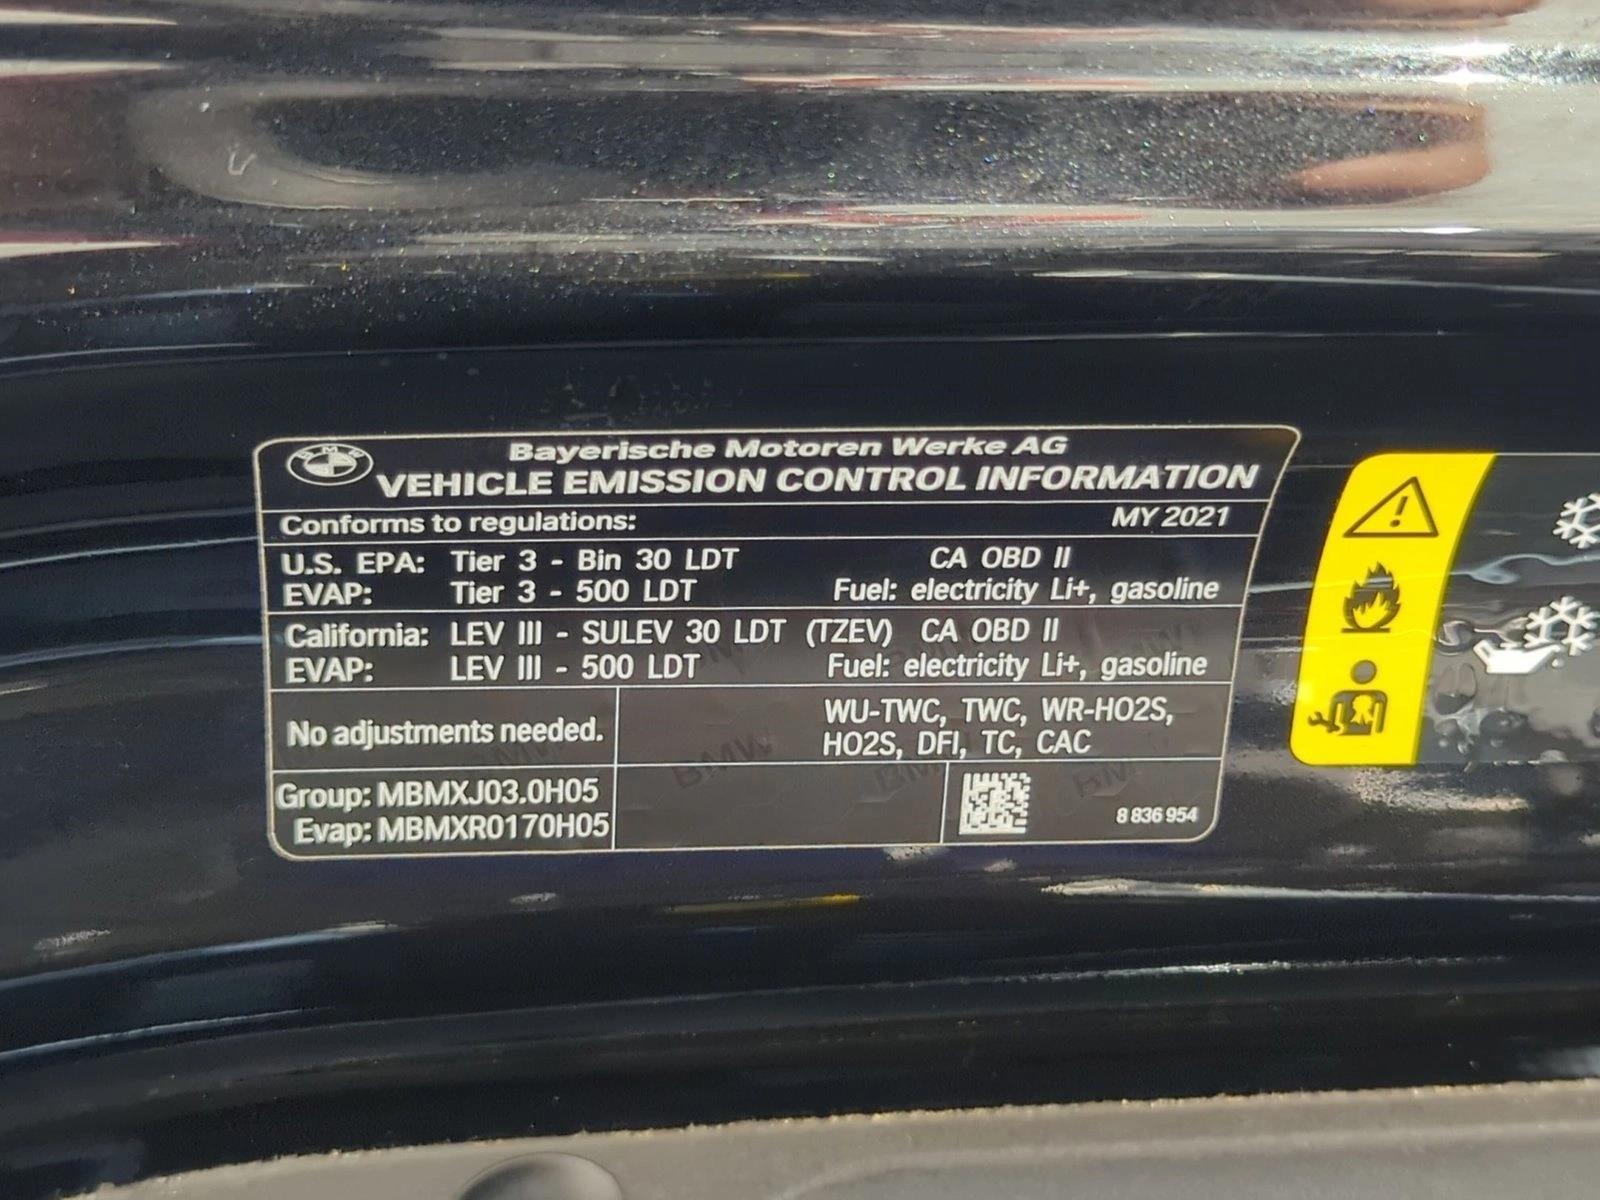 BMW
Bayerische Motoren Werke AG
VEHICLE EMISSION CONTROL INFORMATION
Conforms to regulations: MY 2021
U.S. EPA: Tier 3 - Bin 30 LDT CA OBD II
EVAP: Tier 3 - 500 LDT Fuel: electricity Li+, gasoline
California: LEV III - SULEV 30 LDT (TZEV) CA OBD II
EVAP: LEV III - 500 LDT Fuel: electricity Li+, gasoline
No adjustments needed.
WU-TWC, TWC, WR-HO2S,
HO2S, DFI, TC, CAC
Group: MBMXJ03.0H05
Evap: MBMXR0170H05
8 836 954